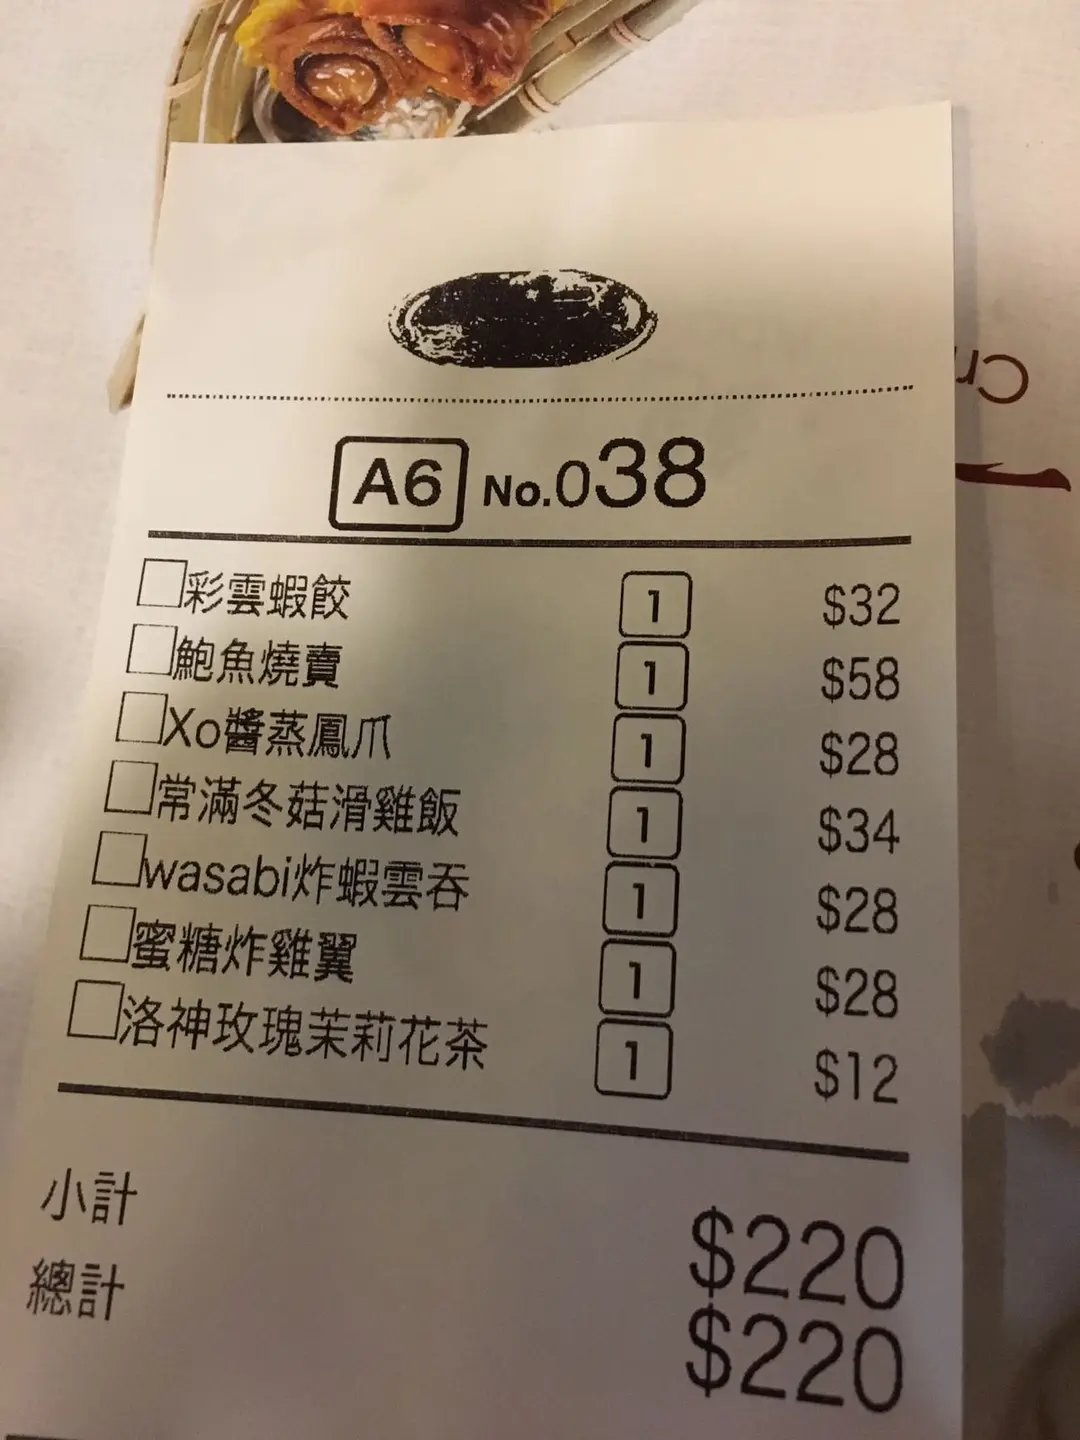 A6 No.038
彩雲蝦餃 1 $32
鮑魚燒賣 1 $58
Xo醬蒸鳳爪 1 $28
常滿冬菇滑雞飯 1 $34
wasabi炸蝦雲吞 1 $28
蜜糖炸雞翼 1 $28
洛神玫瑰茉莉花茶 1 $12
小計 $220
總計 $220